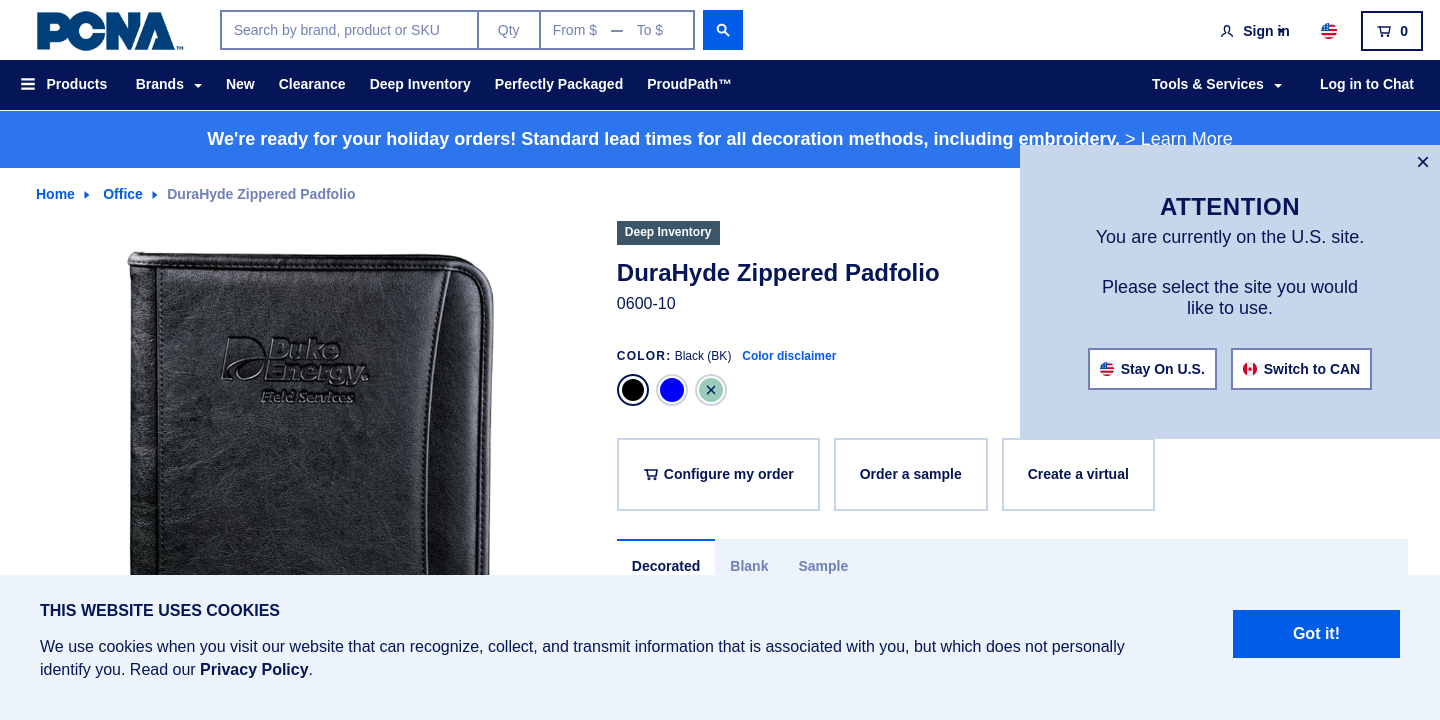 PCNA™
Search by brand, product or SKU
Qty
From $ — To $
Sign in
0
Products
Brands
New
Clearance
Deep Inventory
Perfectly Packaged
ProudPath™
Tools & Services
Log in to Chat
We're ready for your holiday orders! Standard lead times for all decoration methods, including embroidery. > Learn More
Home
Office
DuraHyde Zippered Padfolio
Duke
Energy®
Field Services
Deep Inventory
DuraHyde Zippered Padfolio
0600-10
COLOR: Black (BK) Color disclaimer
Configure my order
Order a sample
Create a virtual
Decorated
Blank
Sample
×
ATTENTION
You are currently on the U.S. site.
Please select the site you would
like to use.
Stay On U.S.
Switch to CAN
THIS WEBSITE USES COOKIES
We use cookies when you visit our website that can recognize, collect, and transmit information that is associated with you, but which does not personally
identify you. Read our Privacy Policy.
Got it!